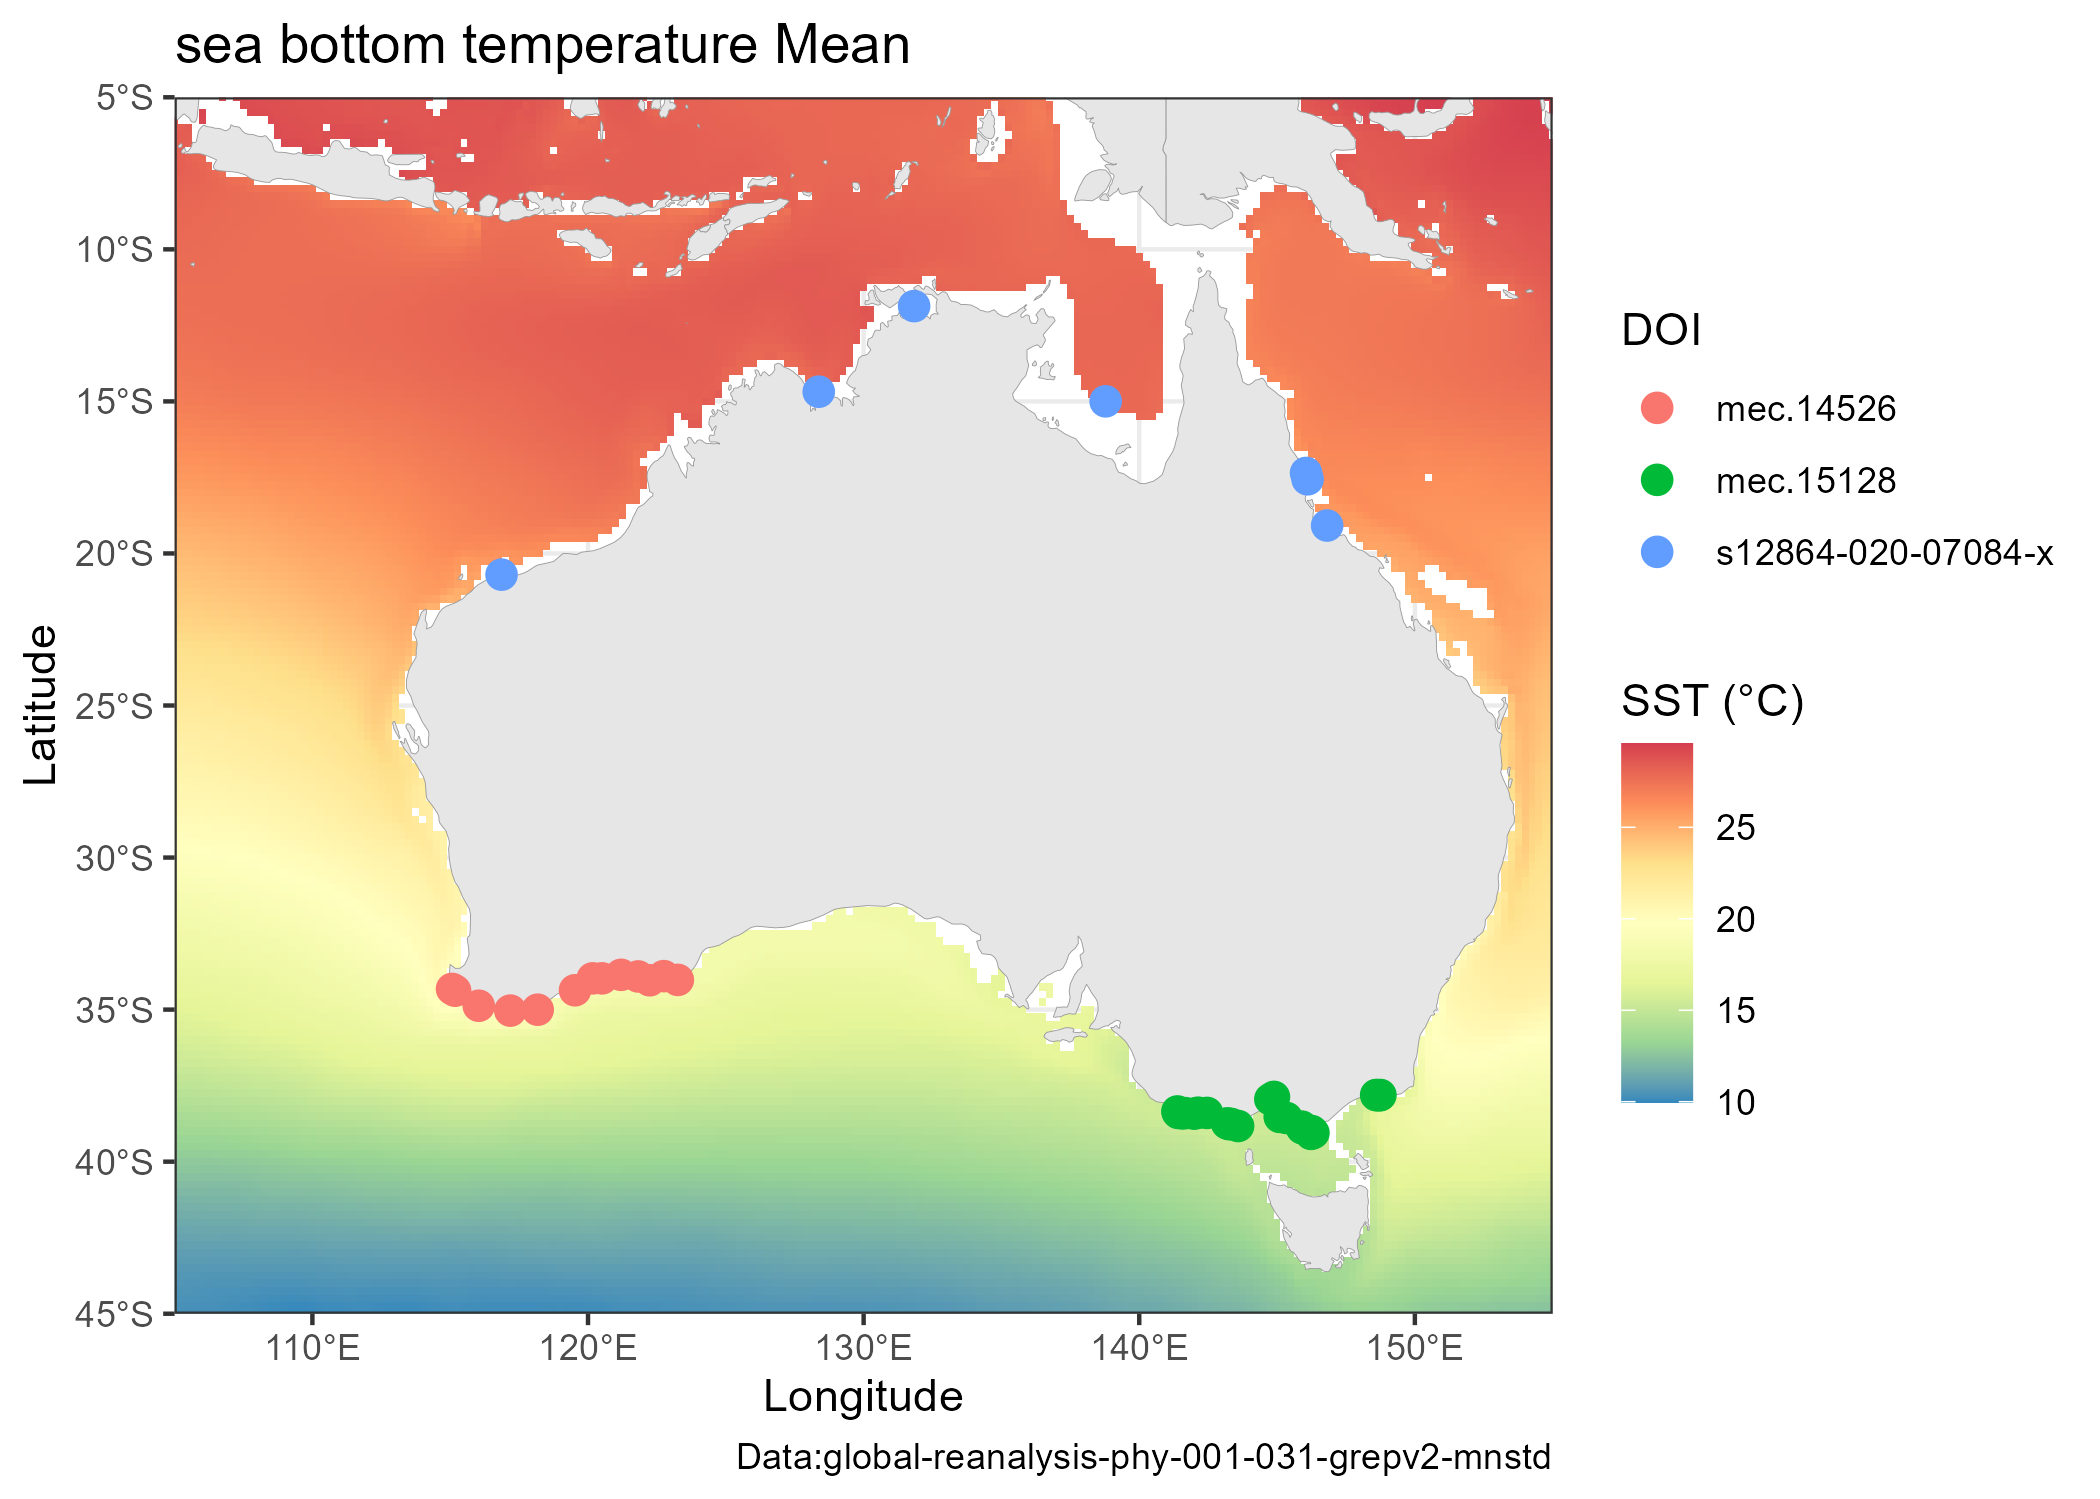 sea bottom temperature Mean
5°S
10°S
15°S
20°S
25°S
30°S
35°S
40°S
45°S
Latitude
110°E 120°E 130°E 140°E 150°E
Longitude
Data:global-reanalysis-phy-001-031-grepv2-mnstd
DOI
mec.14526
mec.15128
s12864-020-07084-x
SST (°C)
25
20
15
10